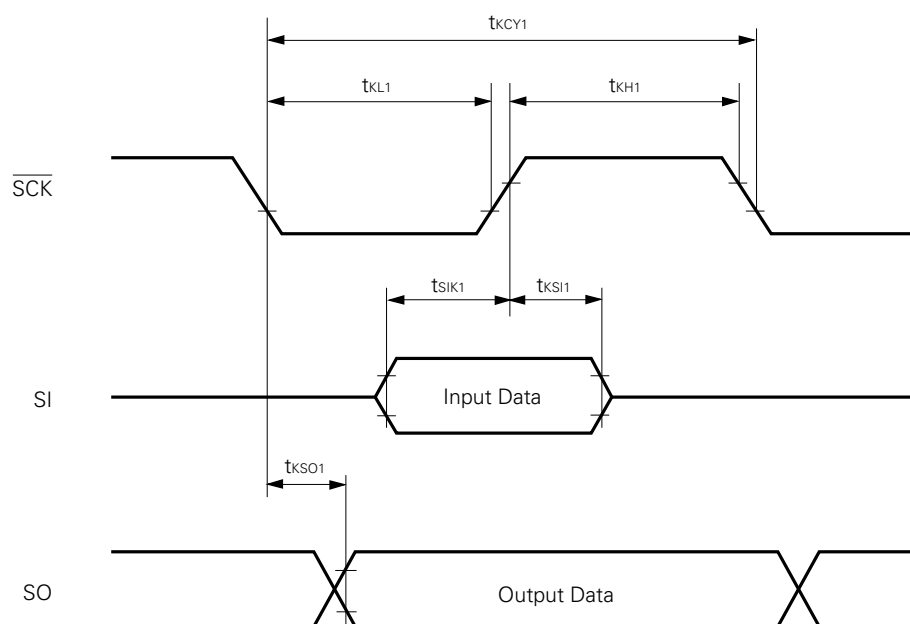 tKCY1
tKL1
tKH1
SCK
tSIK1
tKSI1
SI
Input Data
tKSO1
SO
Output Data